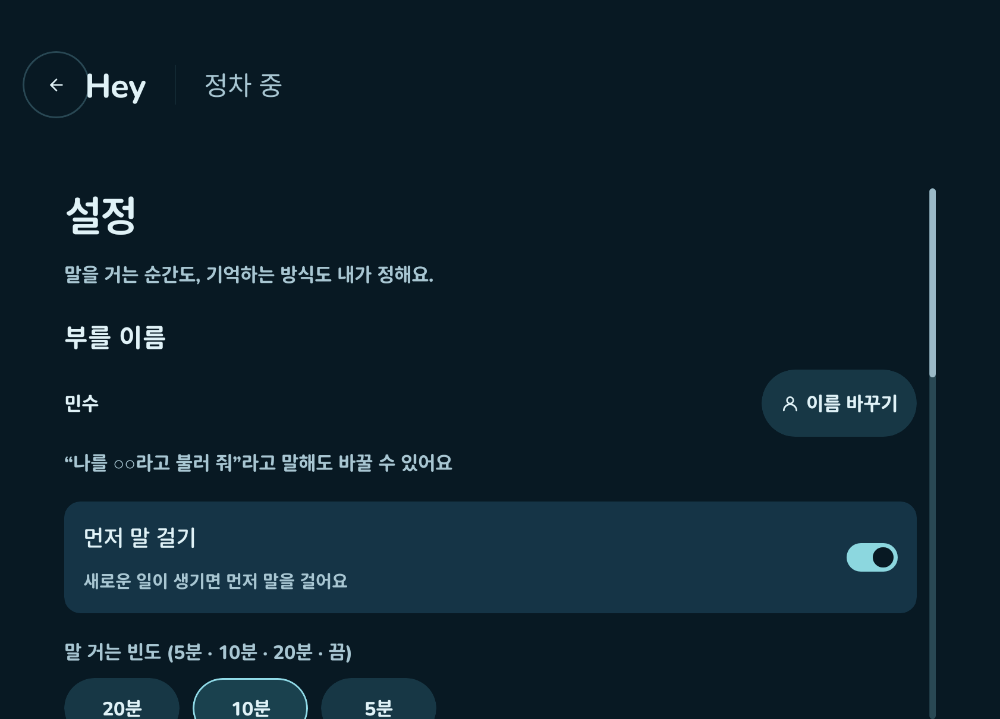 Hey
정차 중
설정
말을 거는 순간도, 기억하는 방식도 내가 정해요.
부를 이름
민수
이름 바꾸기
“나를 ○○라고 불러 줘”라고 말해도 바꿀 수 있어요
먼저 말 걸기
새로운 일이 생기면 먼저 말을 걸어요
말 거는 빈도 (5분 · 10분 · 20분 · 끔)
20분
10분
5분